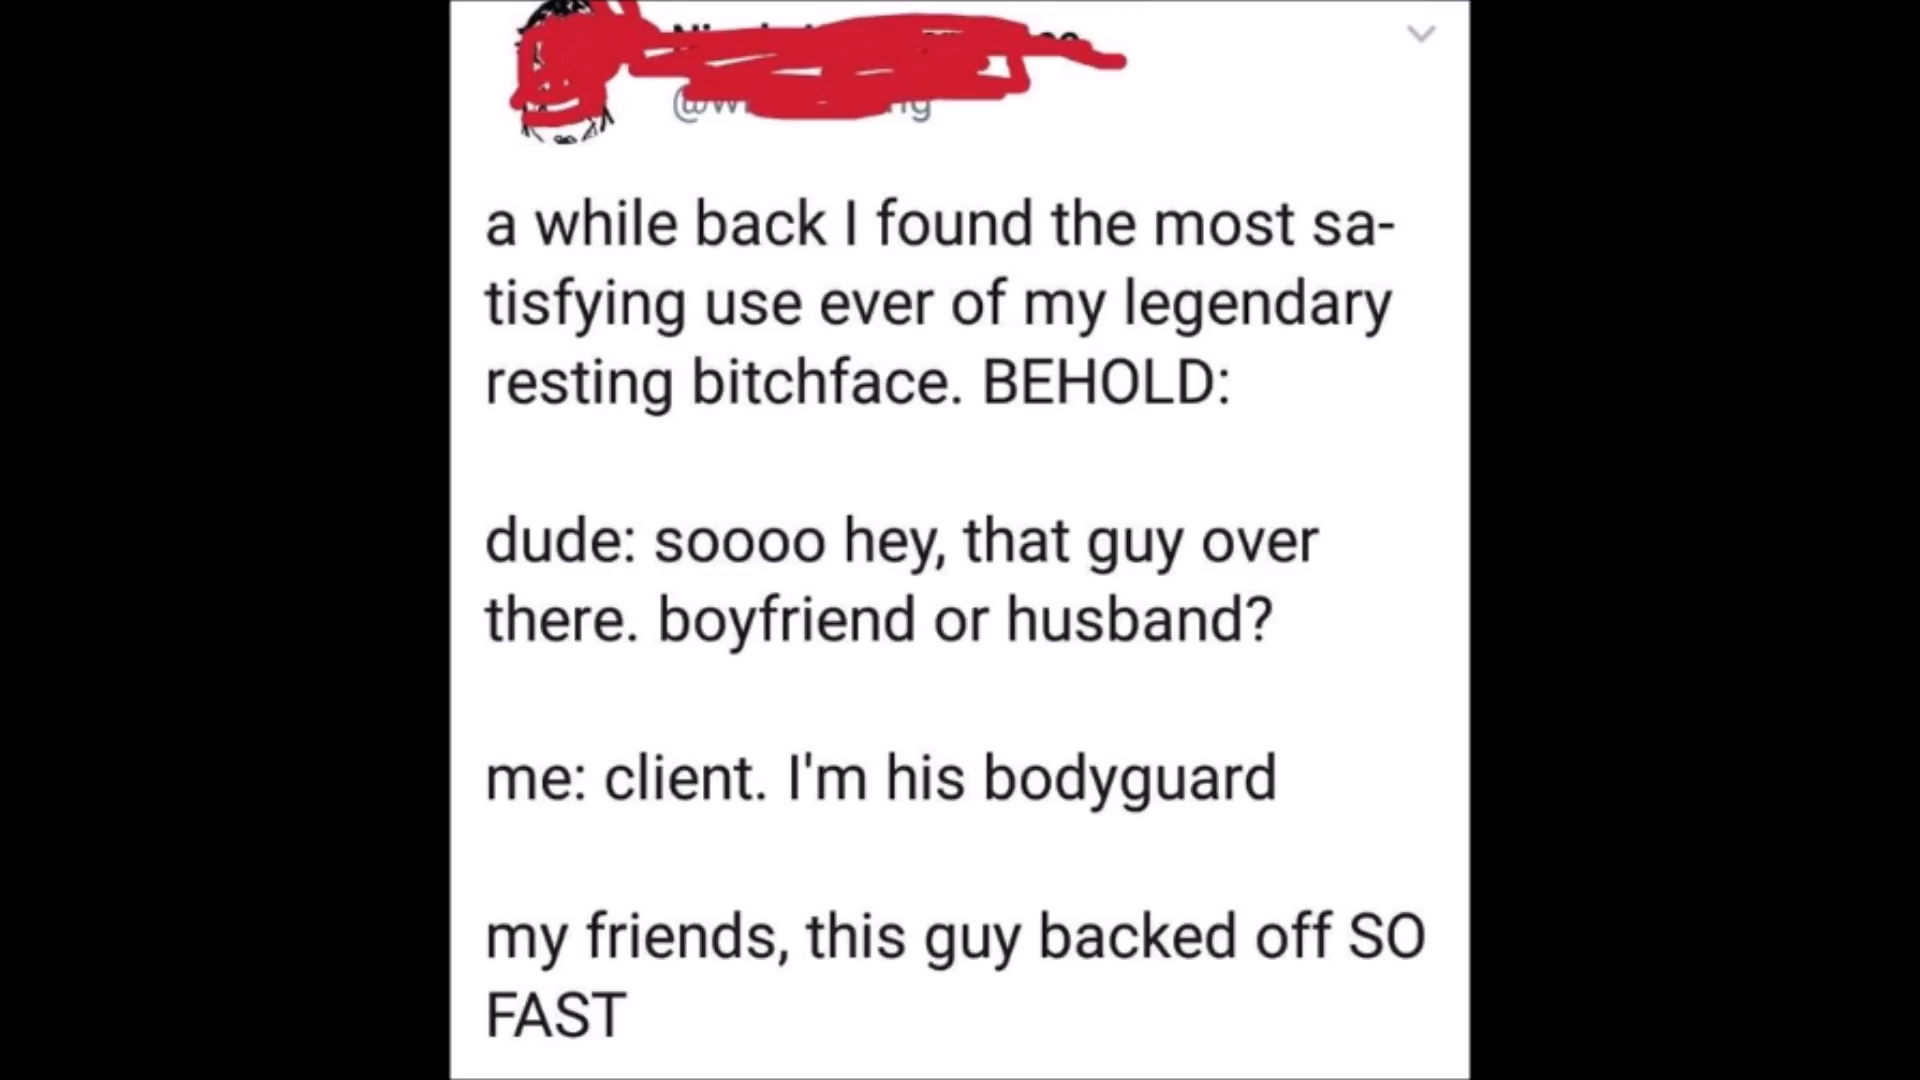 a while back I found the most sa-
tisfying use ever of my legendary
resting bitchface. BEHOLD:
dude: soooo hey, that guy over
there. boyfriend or husband?
me: client. I'm his bodyguard
my friends, this guy backed off SO
FAST